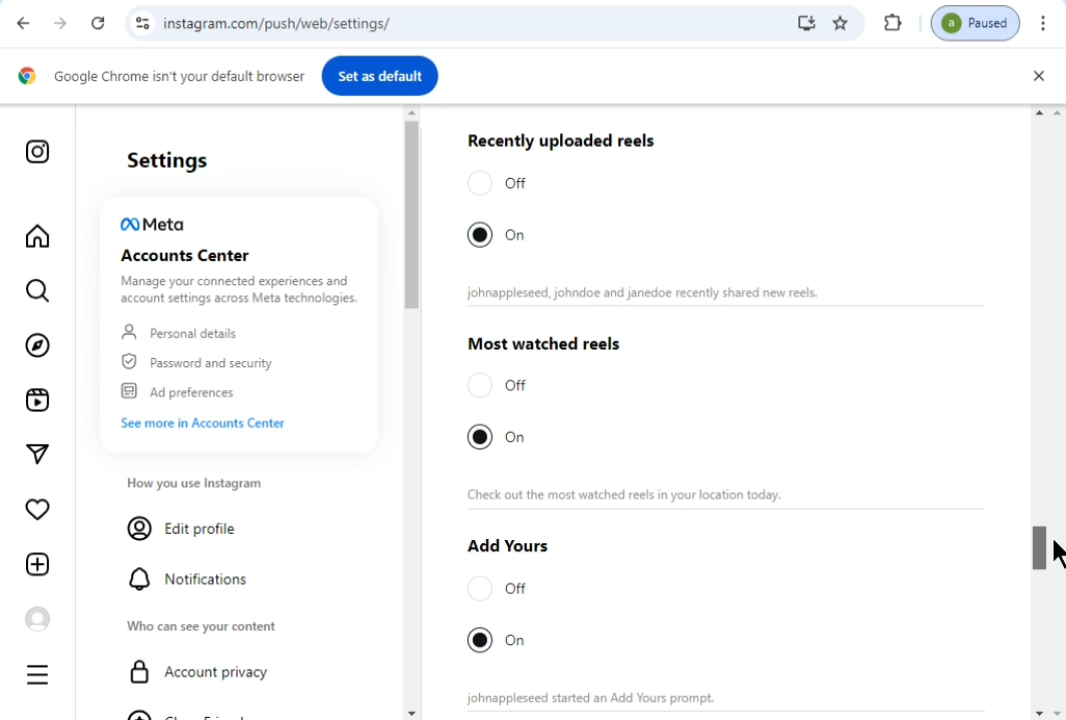 instagram.com/push/web/settings/
a Paused
Google Chrome isn't your default browser Set as default
Settings
Meta
Accounts Center
Manage your connected experiences and
account settings across Meta technologies.
Personal details
Password and security
Ad preferences
See more in Accounts Center
How you use Instagram
Edit profile
Notifications
Who can see your content
Account privacy
Recently uploaded reels
Off
On
johnappleseed, johndoe and janedoe recently shared new reels.
Most watched reels
Off
On
Check out the most watched reels in your location today.
Add Yours
Off
On
johnappleseed started an Add Yours prompt.